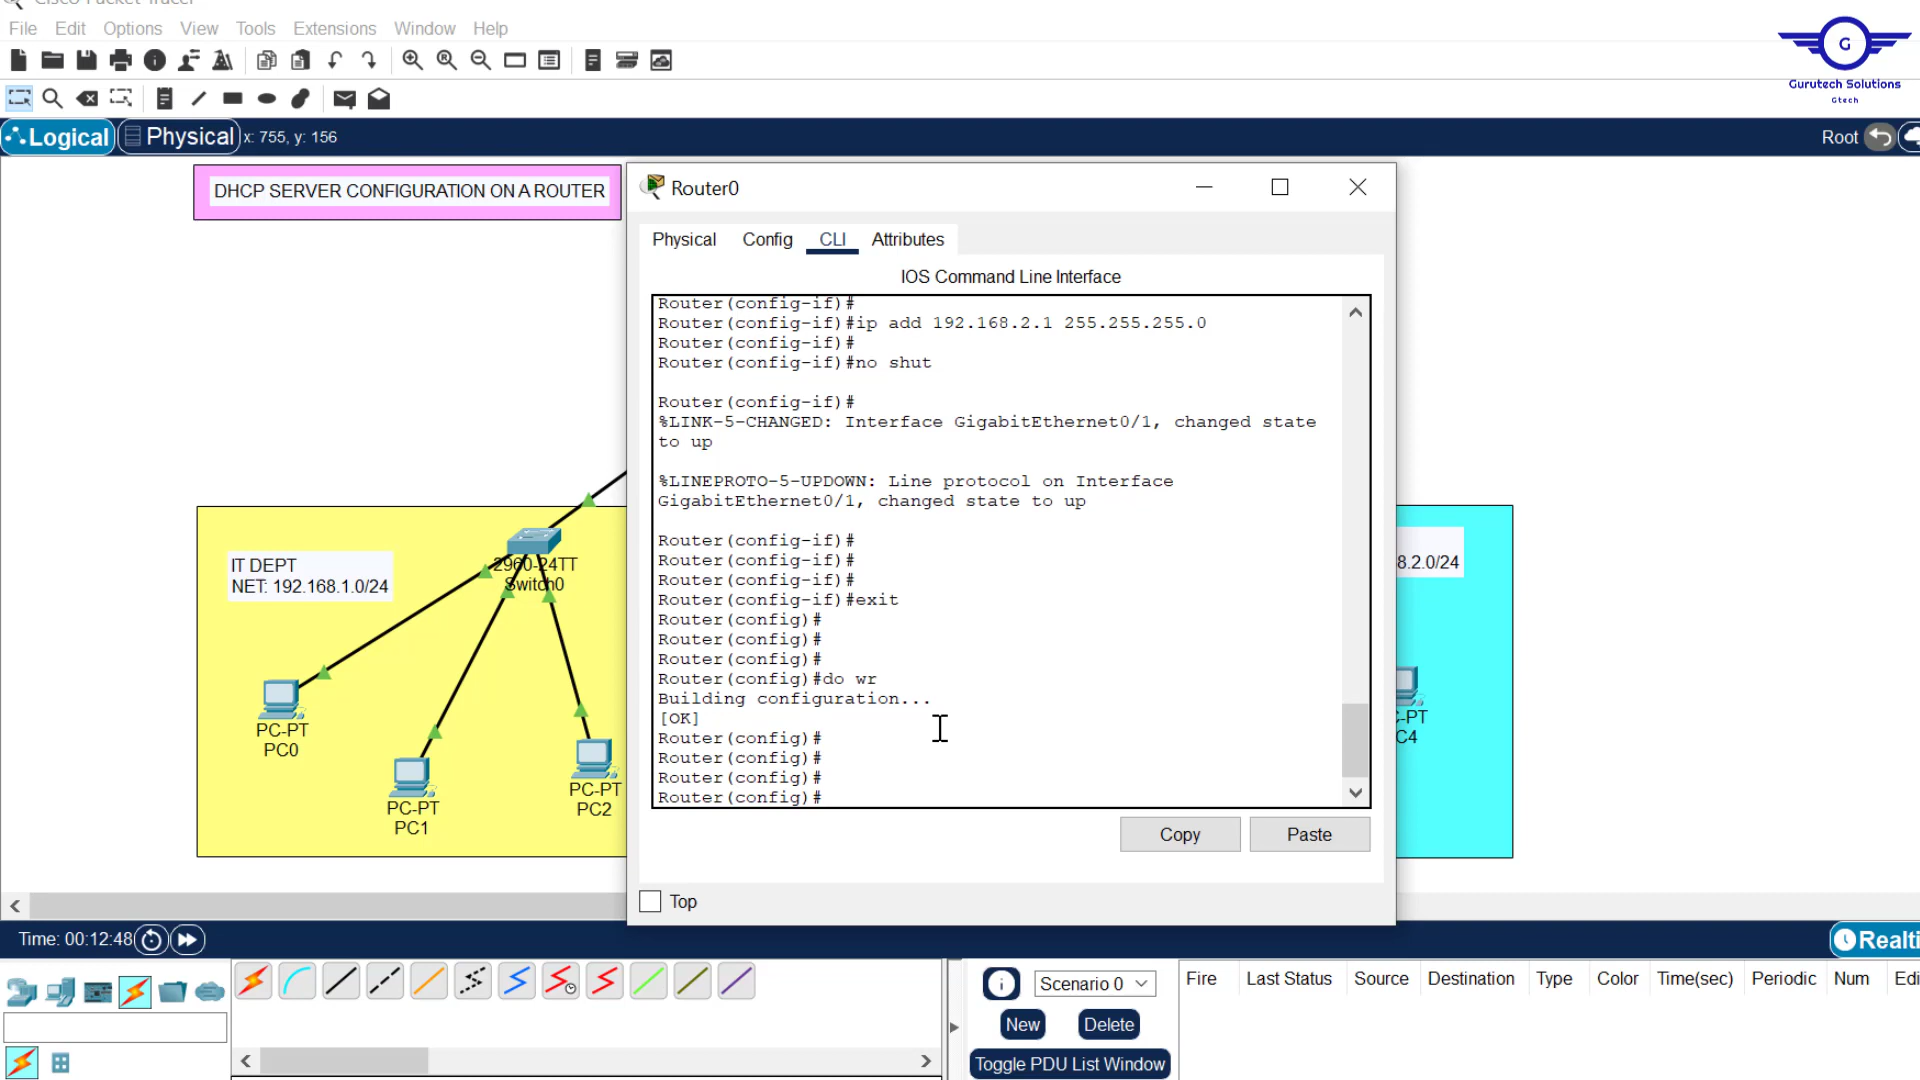 Cisco Packet Tracer
File Edit Options View Tools Extensions Window Help
G
Gurutech Solutions
Gtech
Logical Physical x: 755, y: 156
Root
DHCP SERVER CONFIGURATION ON A ROUTER
Router0
Physical Config CLI Attributes
IOS Command Line Interface
Router(config-if)#
Router(config-if)#ip add 192.168.2.1 255.255.255.0
Router(config-if)#
Router(config-if)#no shut
Router(config-if)#
%LINK-5-CHANGED: Interface GigabitEthernet0/1, changed state
to up
%LINEPROTO-5-UPDOWN: Line protocol on Interface
GigabitEthernet0/1, changed state to up
Router(config-if)#
Router(config-if)#
Router(config-if)#
Router(config-if)#exit
Router(config)#
Router(config)#
Router(config)#
Router(config)#do wr
Building configuration...
[OK]
Router(config)#
Router(config)#
Router(config)#
Router(config)#
Copy Paste
Top
IT DEPT
NET: 192.168.1.0/24
2960-24TT
Switch0
PC-PT
PC0
PC-PT
PC1
PC-PT
PC2
8.2.0/24
-PT
C4
Time: 00:12:48
Realti
Scenario 0
New Delete
Toggle PDU List Window
Fire Last Status Source Destination Type Color Time(sec) Periodic Num Edi